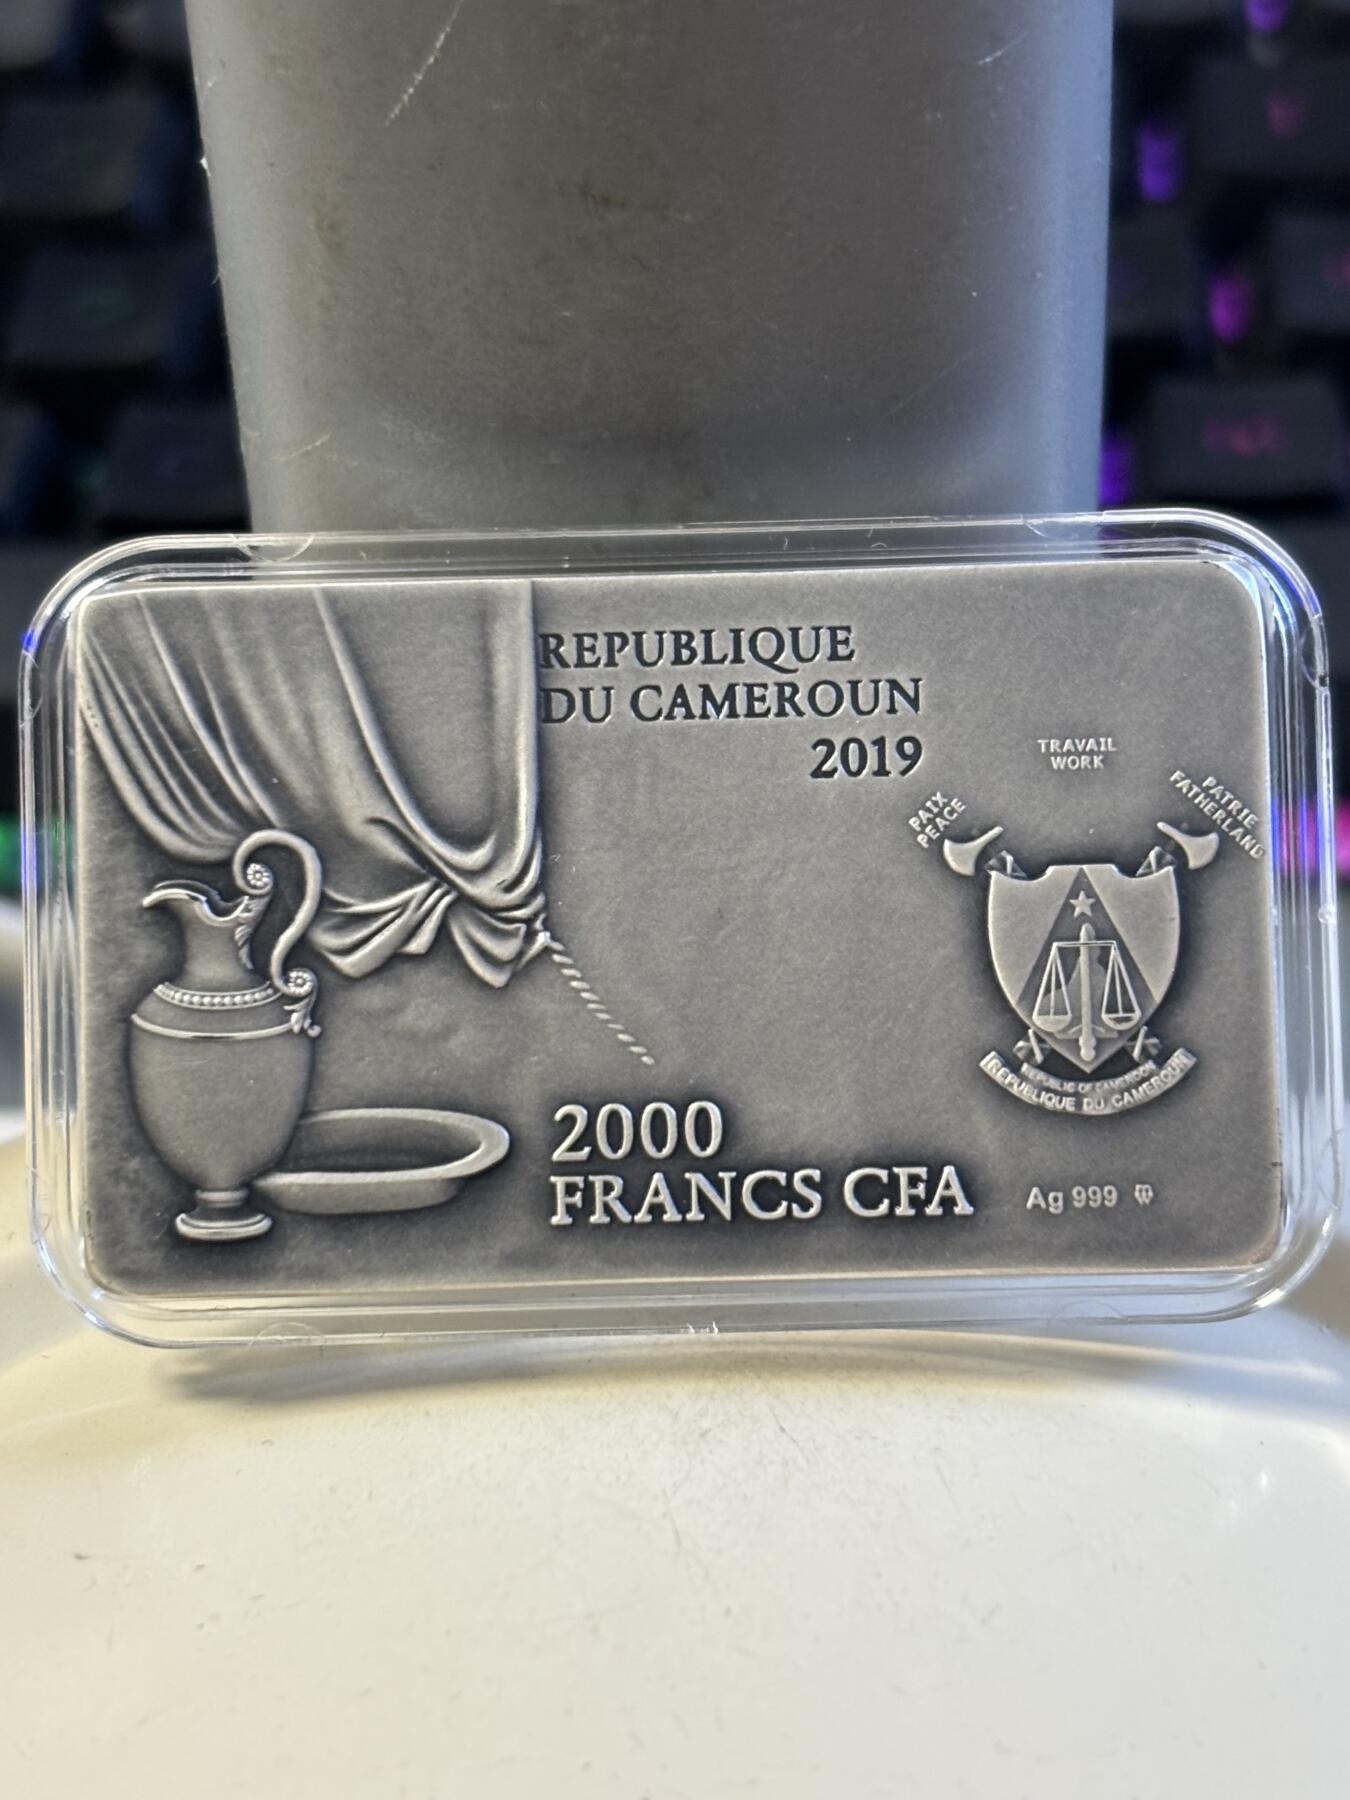 REPUBLIQUE
DU CAMEROUN
2019
TRAVAIL
WORK
PAIX
PEACE
PATRIE
FATHERLAND
REPUBLIC OF CAMEROON
REPUBLIQUE DU CAMEROUN
2000
FRANCS CFA
Ag 999